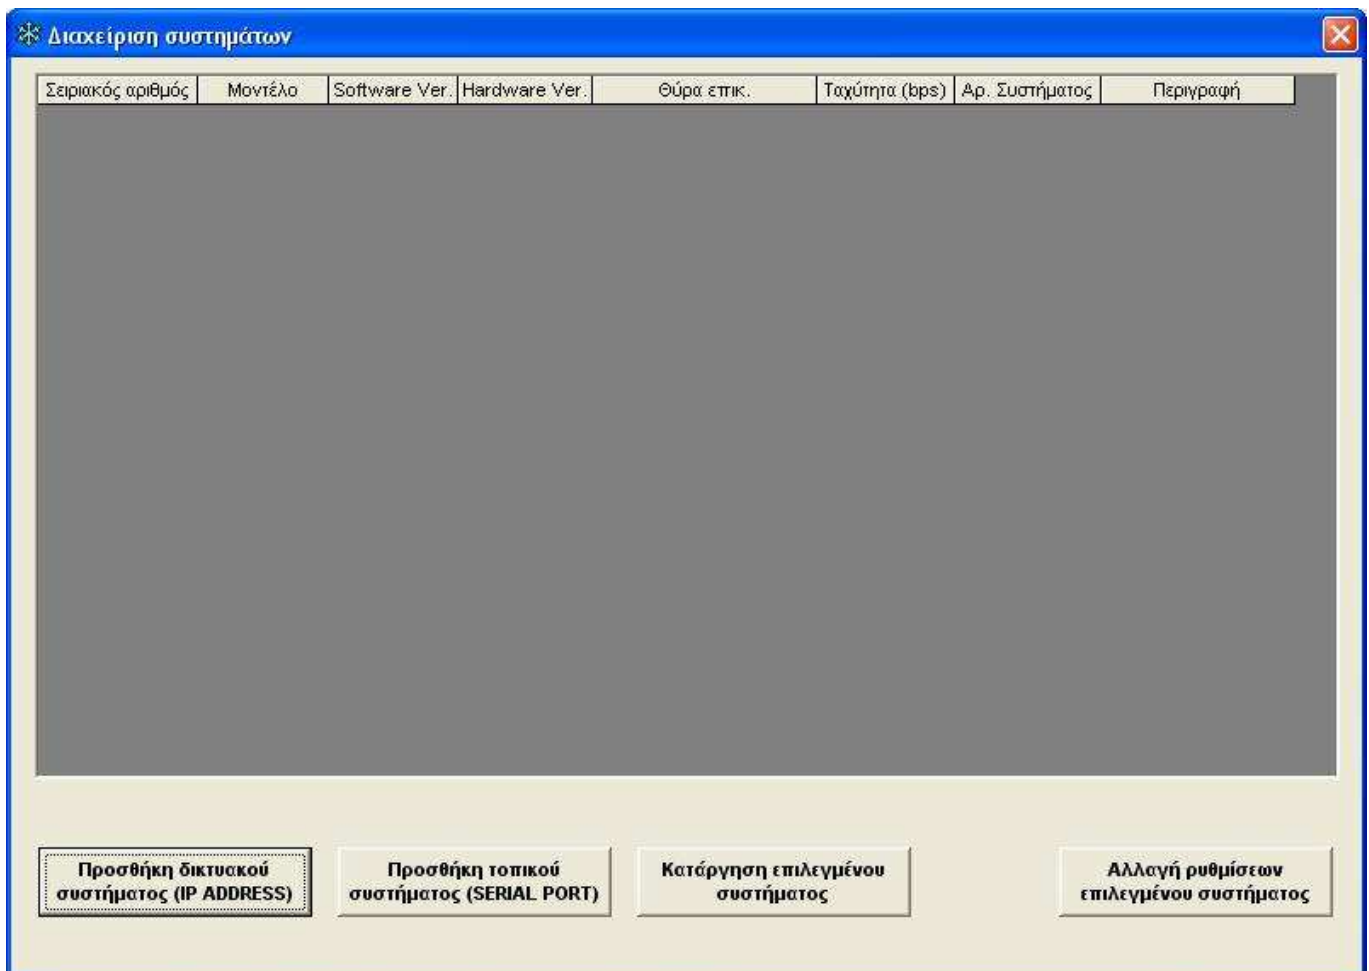 Διαχείριση συστημάτων
Σειριακός αριθμός Μοντέλο Software Ver. Hardware Ver. Θύρα επικ. Ταχύτητα (bps) Αρ. Συστήματος Περιγραφή
Προσθήκη δικτυακού
συστήματος (IP ADDRESS)
Προσθήκη τοπικού
συστήματος (SERIAL PORT)
Κατάργηση επιλεγμένου
συστήματος
Αλλαγή ρυθμίσεων
επιλεγμένου συστήματος